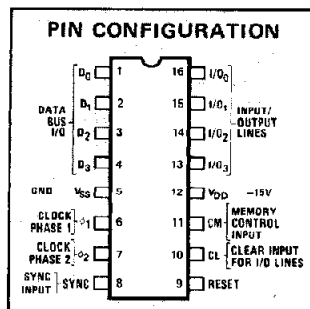 PIN CONFIGURATION
D0 1 16 I/O0
D1 2 15 I/O1
DATA BUS I/O
D2 3 14 I/O2
INPUT/OUTPUT LINES
D3 4 13 I/O3
GND VSS 5 12 VDD -15V
CLOCK PHASE 1 ϕ1 6 11 CM MEMORY CONTROL INPUT
CLOCK PHASE 2 ϕ2 7 10 CL CLEAR INPUT FOR I/O LINES
SYNC INPUT SYNC 8 9 RESET